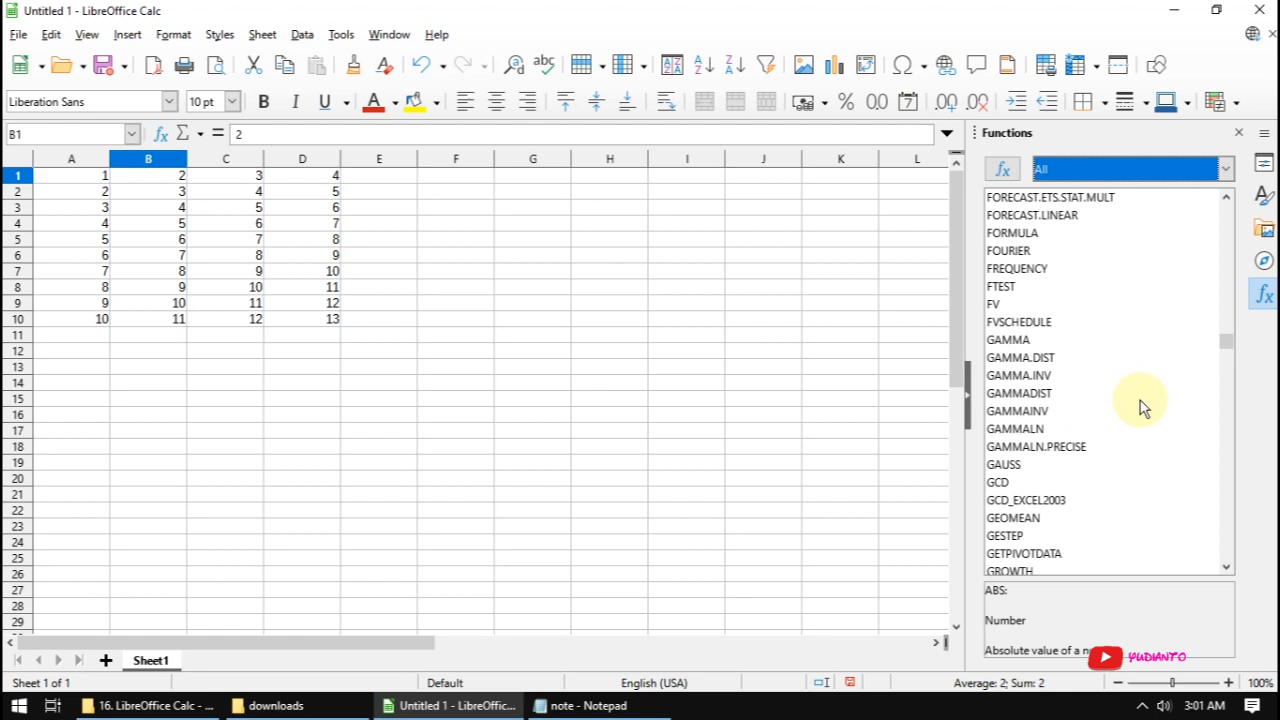 Untitled 1 - LibreOffice Calc
File Edit View Insert Format Styles Sheet Data Tools Window Help
Liberation Sans 10 pt
B1 2
Functions
All
A B C D E F G H I J K L
1 1 2 3 4
2 2 3 4 5
3 3 4 5 6
4 4 5 6 7
5 5 6 7 8
6 6 7 8 9
7 7 8 9 10
8 8 9 10 11
9 9 10 11 12
10 10 11 12 13
11
12
13
14
15
16
17
18
19
20
21
22
23
24
25
26
27
28
29
FORECAST.ETS.STAT.MULT
FORECAST.LINEAR
FORMULA
FOURIER
FREQUENCY
FTEST
FV
FVSCHEDULE
GAMMA
GAMMA.DIST
GAMMA.INV
GAMMADIST
GAMMAINV
GAMMALN
GAMMALN.PRECISE
GAUSS
GCD
GCD_EXCEL2003
GEOMEAN
GESTEP
GETPIVOTDATA
GROWTH
ABS:
Number
Absolute value of a
YUDIANTO
Sheet1
Sheet 1 of 1 Default English (USA) Average: 2; Sum: 2 100%
16. LibreOffice Calc - ... downloads Untitled 1 - LibreOffic... note - Notepad 3:01 AM